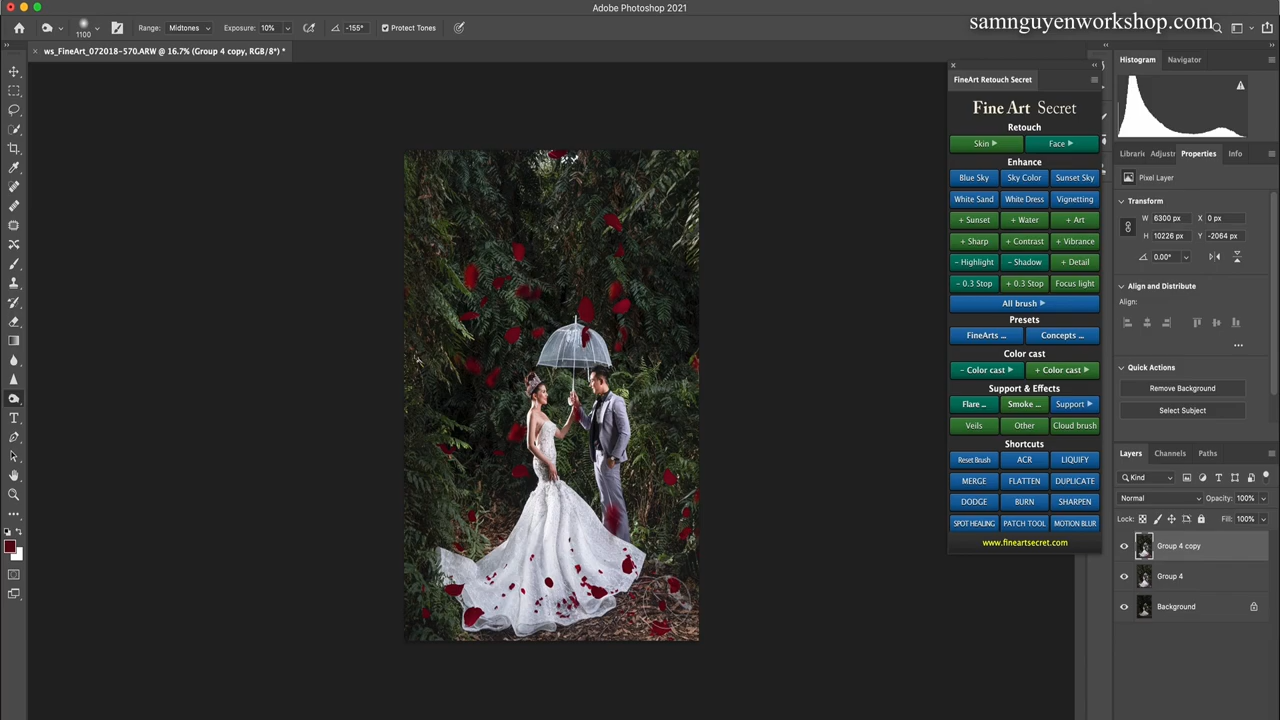 Adobe Photoshop 2021
samnguyenworkshop.com
1100
Range: Midtones
Exposure: 10%
-155°
Protect Tones
ws_FineArt_072018-570.ARW @ 16.7% (Group 4 copy, RGB/8*) *
FineArt Retouch Secret
Fine Art Secret
Retouch
Skin
Face
Enhance
Blue Sky
Sky Color
Sunset Sky
White Sand
White Dress
Vignetting
+ Sunset
+ Water
+ Art
+ Sharp
+ Contrast
+ Vibrance
- Highlight
- Shadow
+ Detail
- 0.3 Stop
+ 0.3 Stop
Focus light
All brush
Presets
FineArts ...
Concepts ...
Color cast
- Color cast
+ Color cast
Support & Effects
Flare ...
Smoke ...
Support
Veils
Other
Cloud brush
Shortcuts
Reset Brush
ACR
LIQUIFY
MERGE
FLATTEN
DUPLICATE
DODGE
BURN
SHARPEN
SPOT HEALING
PATCH TOOL
MOTION BLUR
www.fineartsecret.com
Histogram
Navigator
Librarie
Adjustr
Properties
Info
Pixel Layer
Transform
W 6300 px
X 0 px
H 10226 px
Y -2064 px
0.00°
Align and Distribute
Align:
Quick Actions
Remove Background
Select Subject
Layers
Channels
Paths
Kind
Normal
Opacity: 100%
Lock:
Fill: 100%
Group 4 copy
Group 4
Background